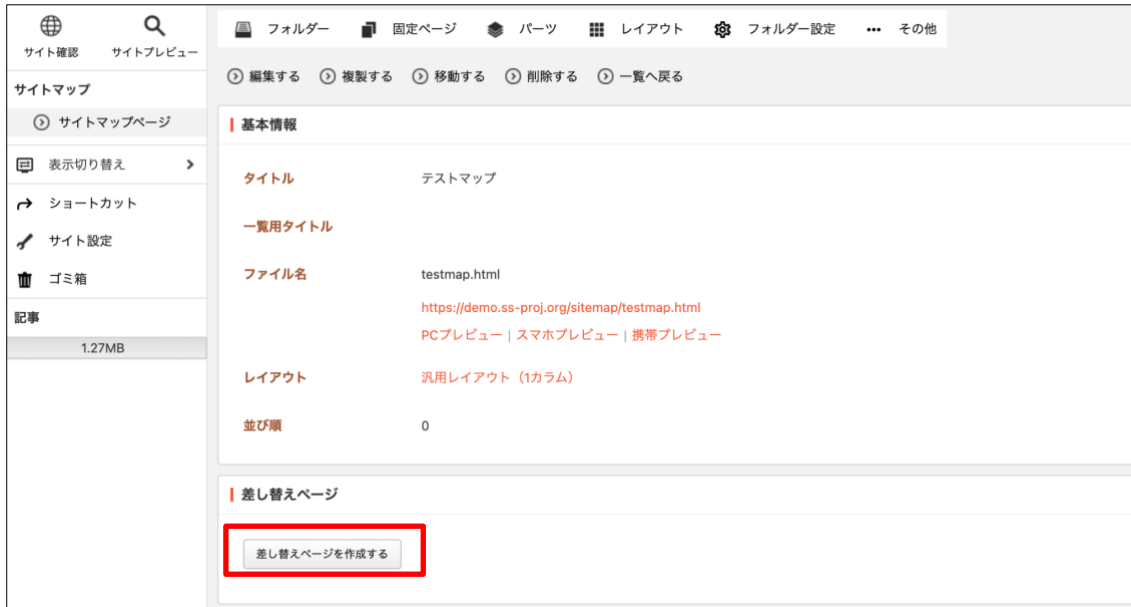 サイト確認 サイトプレビュー
サイトマップ
サイトマップページ
表示切り替え
ショートカット
サイト設定
ゴミ箱
記事
1.27MB
フォルダー 固定ページ パーツ レイアウト フォルダー設定 その他
編集する 複製する 移動する 削除する 一覧へ戻る
基本情報
タイトル テストマップ
一覧用タイトル
ファイル名 testmap.html
https://demo.ss-proj.org/sitemap/testmap.html
PCプレビュー | スマホプレビュー | 携帯プレビュー
レイアウト 汎用レイアウト（1カラム）
並び順 0
差し替えページ
差し替えページを作成する